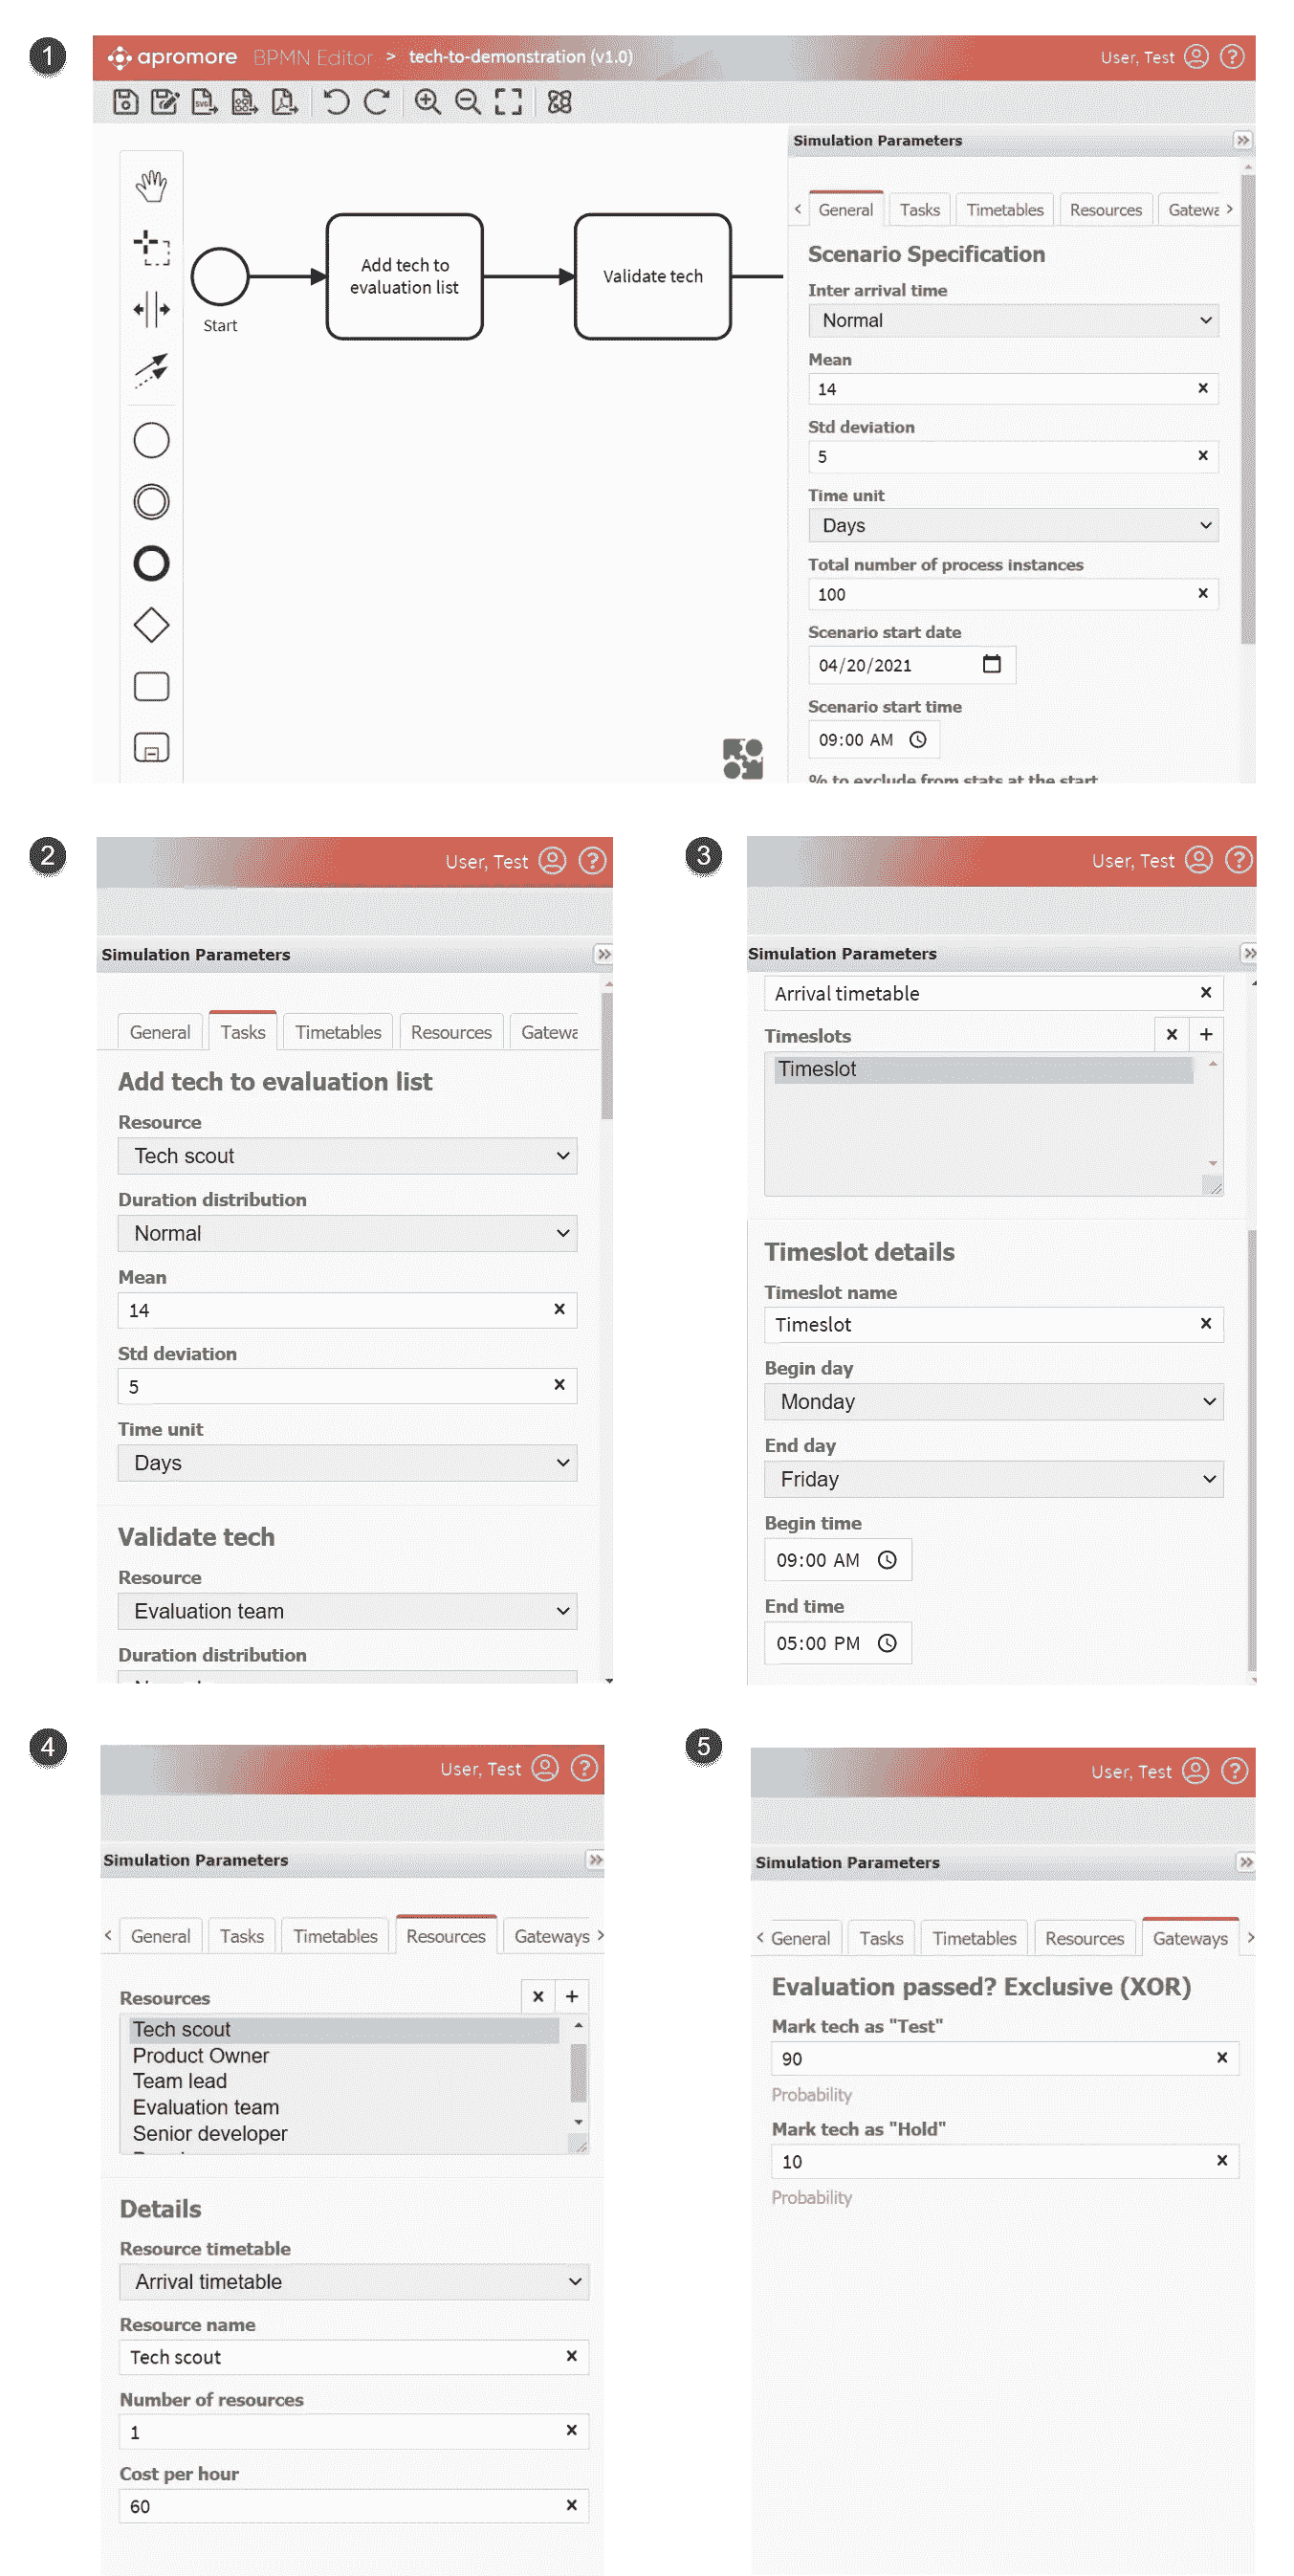 1
apromore BPMN Editor > tech-to-demonstration (v1.0)
User, Test
?
SVG
Simulation Parameters
General Tasks Timetables Resources
Start
Add tech to
evaluation list
Validate tech
Scenario Specification
Inter arrival time
Normal
Mean
14
Std deviation
5
Time unit
Days
Total number of process instances
100
Scenario start date
04/20/2021
Scenario start time
09:00 AM
% to exclude from stats at the start
2
User, Test
?
Simulation Parameters
General Tasks Timetables Resources
Add tech to evaluation list
Resource
Tech scout
Duration distribution
Normal
Mean
14
Std deviation
5
Time unit
Days
Validate tech
Resource
Evaluation team
Duration distribution
3
User, Test
?
Simulation Parameters
Arrival timetable
Timeslots
Timeslot
Timeslot details
Timeslot name
Timeslot
Begin day
Monday
End day
Friday
Begin time
09:00 AM
End time
05:00 PM
4
User, Test
?
Simulation Parameters
General Tasks Timetables Resources Gateways
Resources
Tech scout
Product Owner
Team lead
Evaluation team
Senior developer
Details
Resource timetable
Arrival timetable
Resource name
Tech scout
Number of resources
1
Cost per hour
60
5
User, Test
?
Simulation Parameters
General Tasks Timetables Resources Gateways
Evaluation passed? Exclusive (XOR)
Mark tech as "Test"
90
Probability
Mark tech as "Hold"
10
Probability